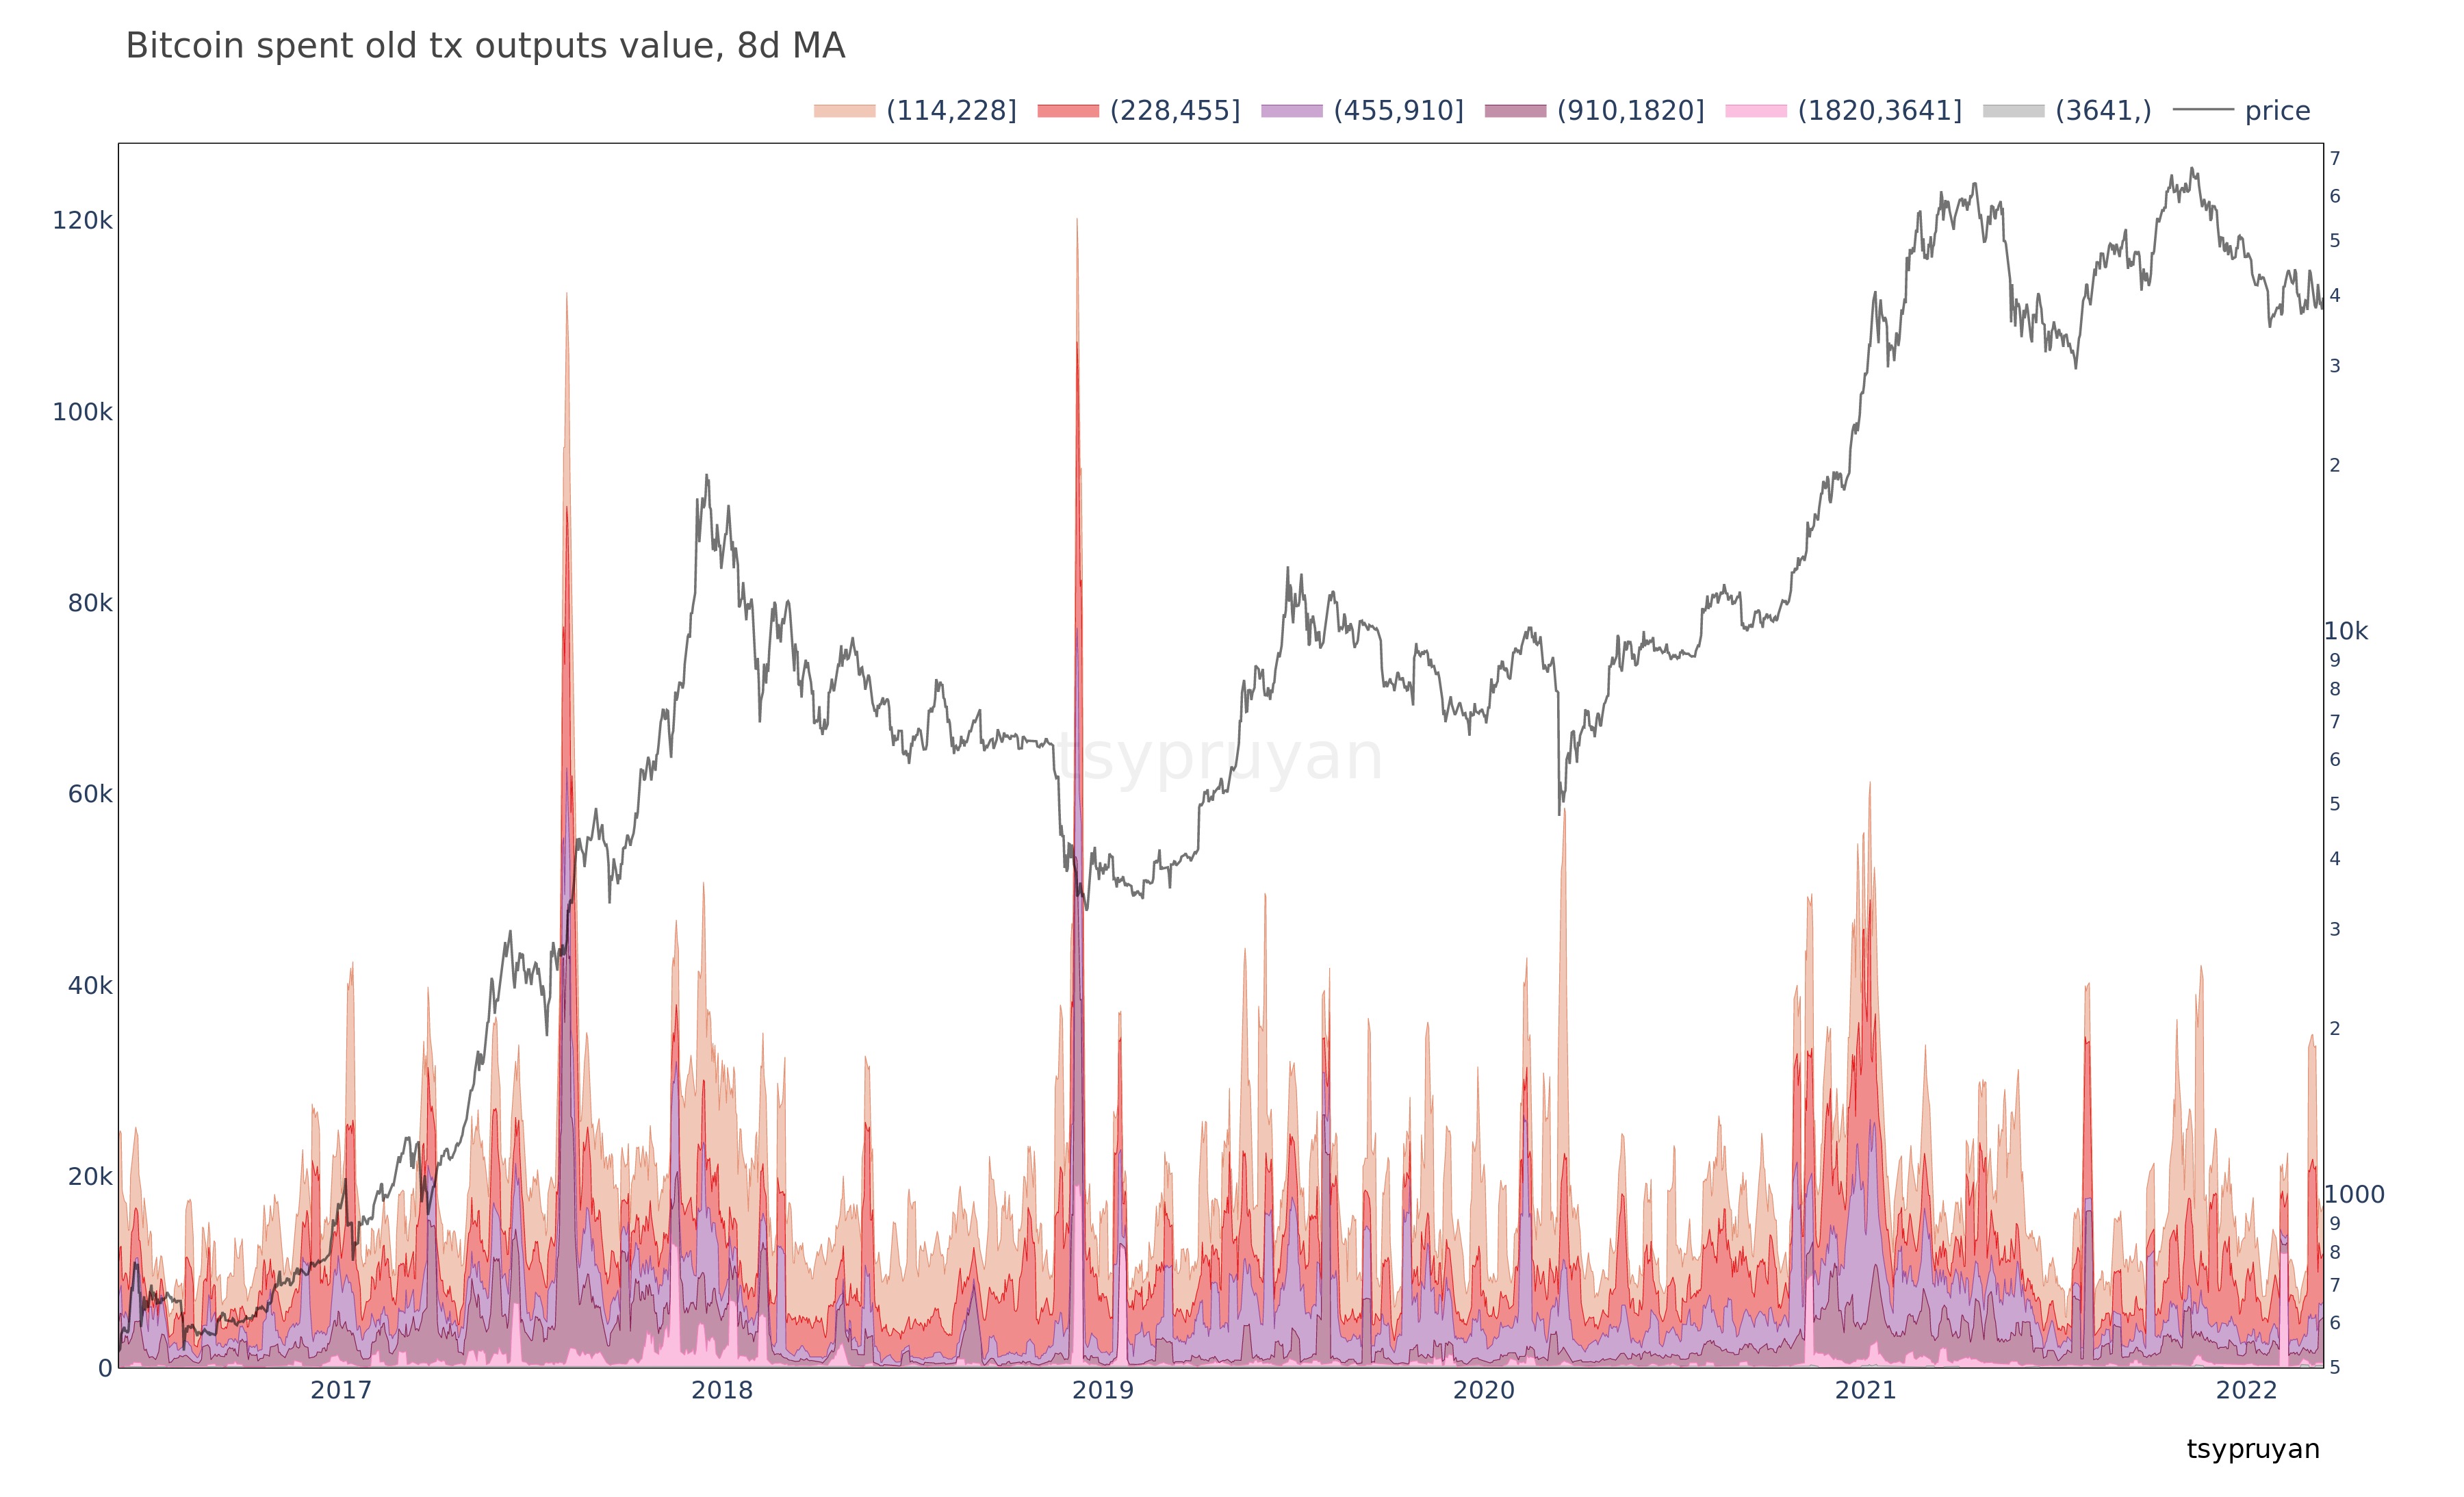 Bitcoin spent old tx outputs value, 8d MA
(114,228] (228,455] (455,910] (910,1820] (1820,3641] (3641,) price
120k
100k
80k
60k
40k
20k
0
7
6
5
4
3
2
10k
9
8
7
6
5
4
3
2
1000
9
8
7
6
5
tsypruyan
2017 2018 2019 2020 2021 2022
tsypruyan